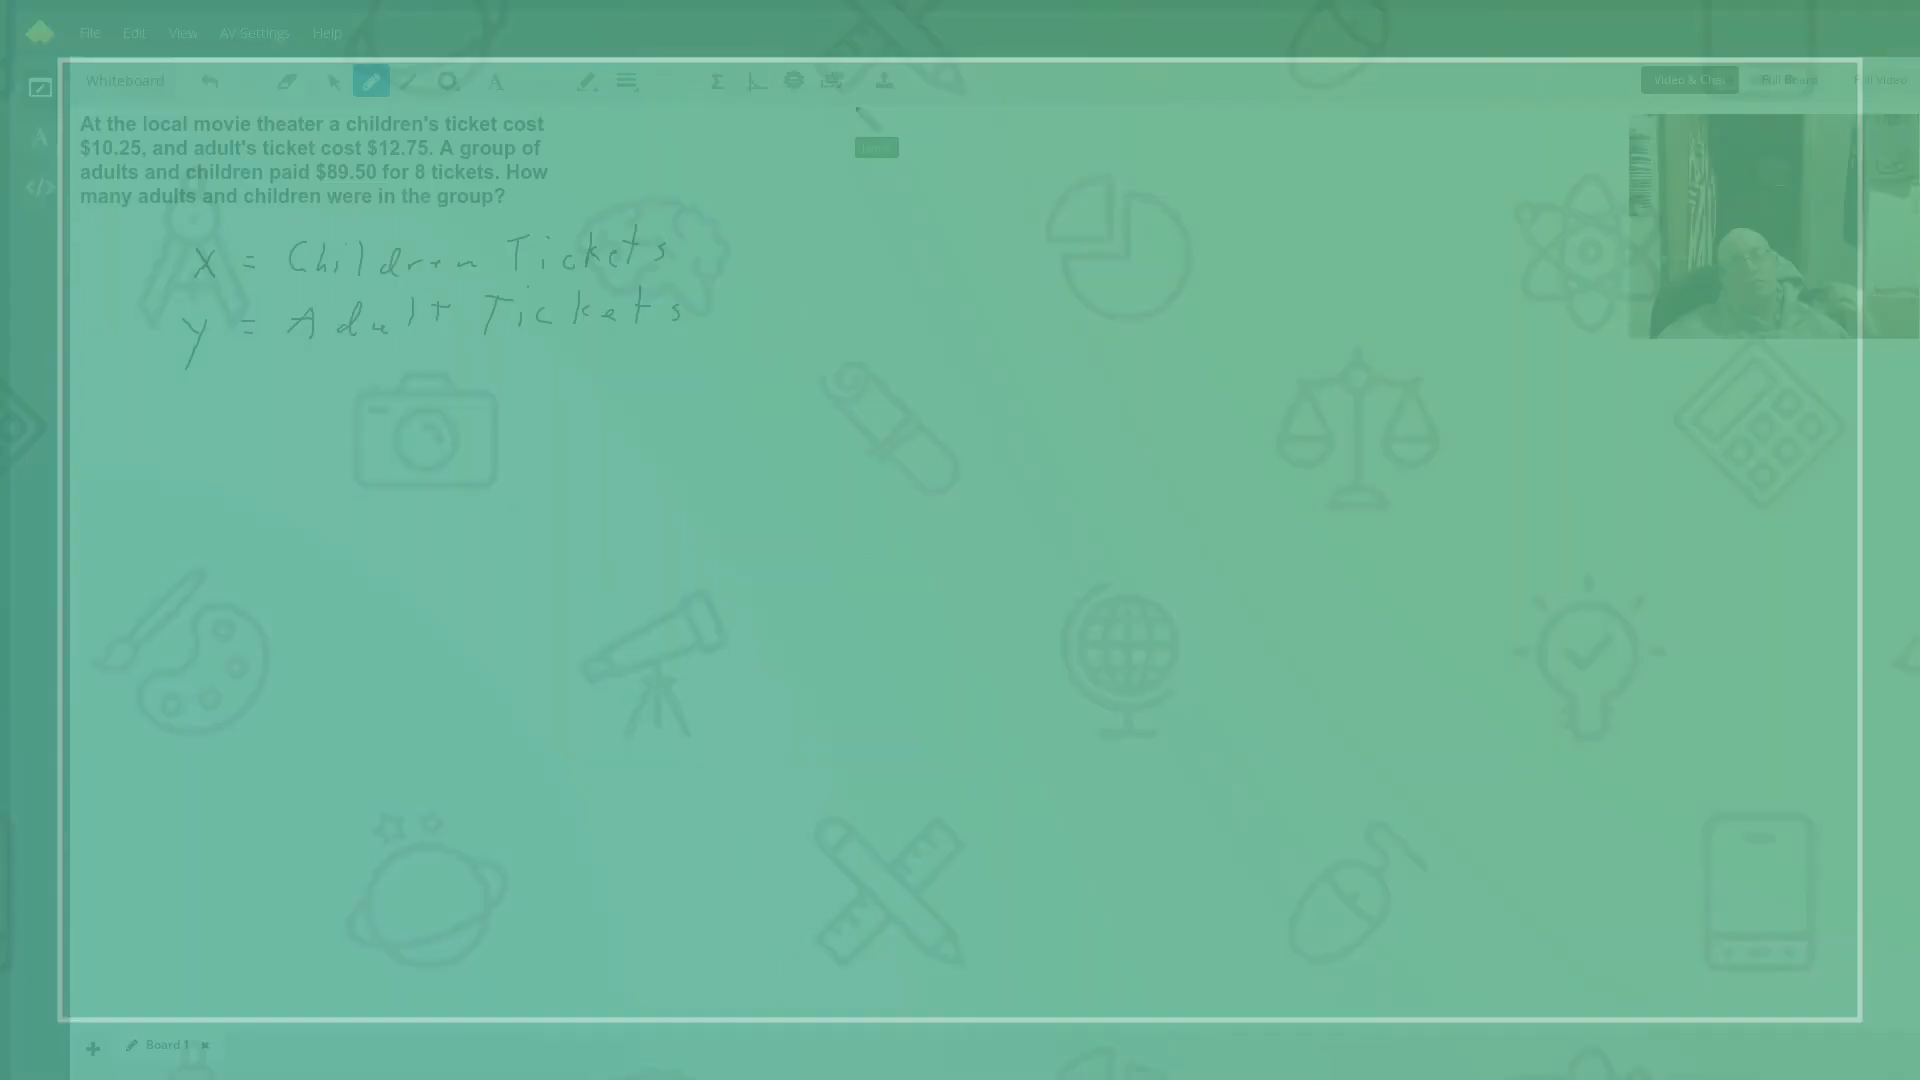 File Edit View AV Settings Help
Whiteboard
Video & Chat Full Board Full Video
At the local movie theater a children's ticket cost
$10.25, and adult's ticket cost $12.75. A group of
adults and children paid $89.50 for 8 tickets. How
many adults and children were in the group?
x = Children Tickets
y = Adult Tickets
Board 1